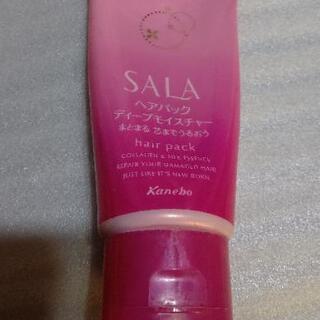 SALA
ヘアパック
ディープモイスチャー
まとまる 芯までうるおう
hair pack
COLLAGEN & SILK ESSENCE
REPAIR YOUR DAMAGED HAIR
JUST LIKE IT'S NEW BORN
Kanebo